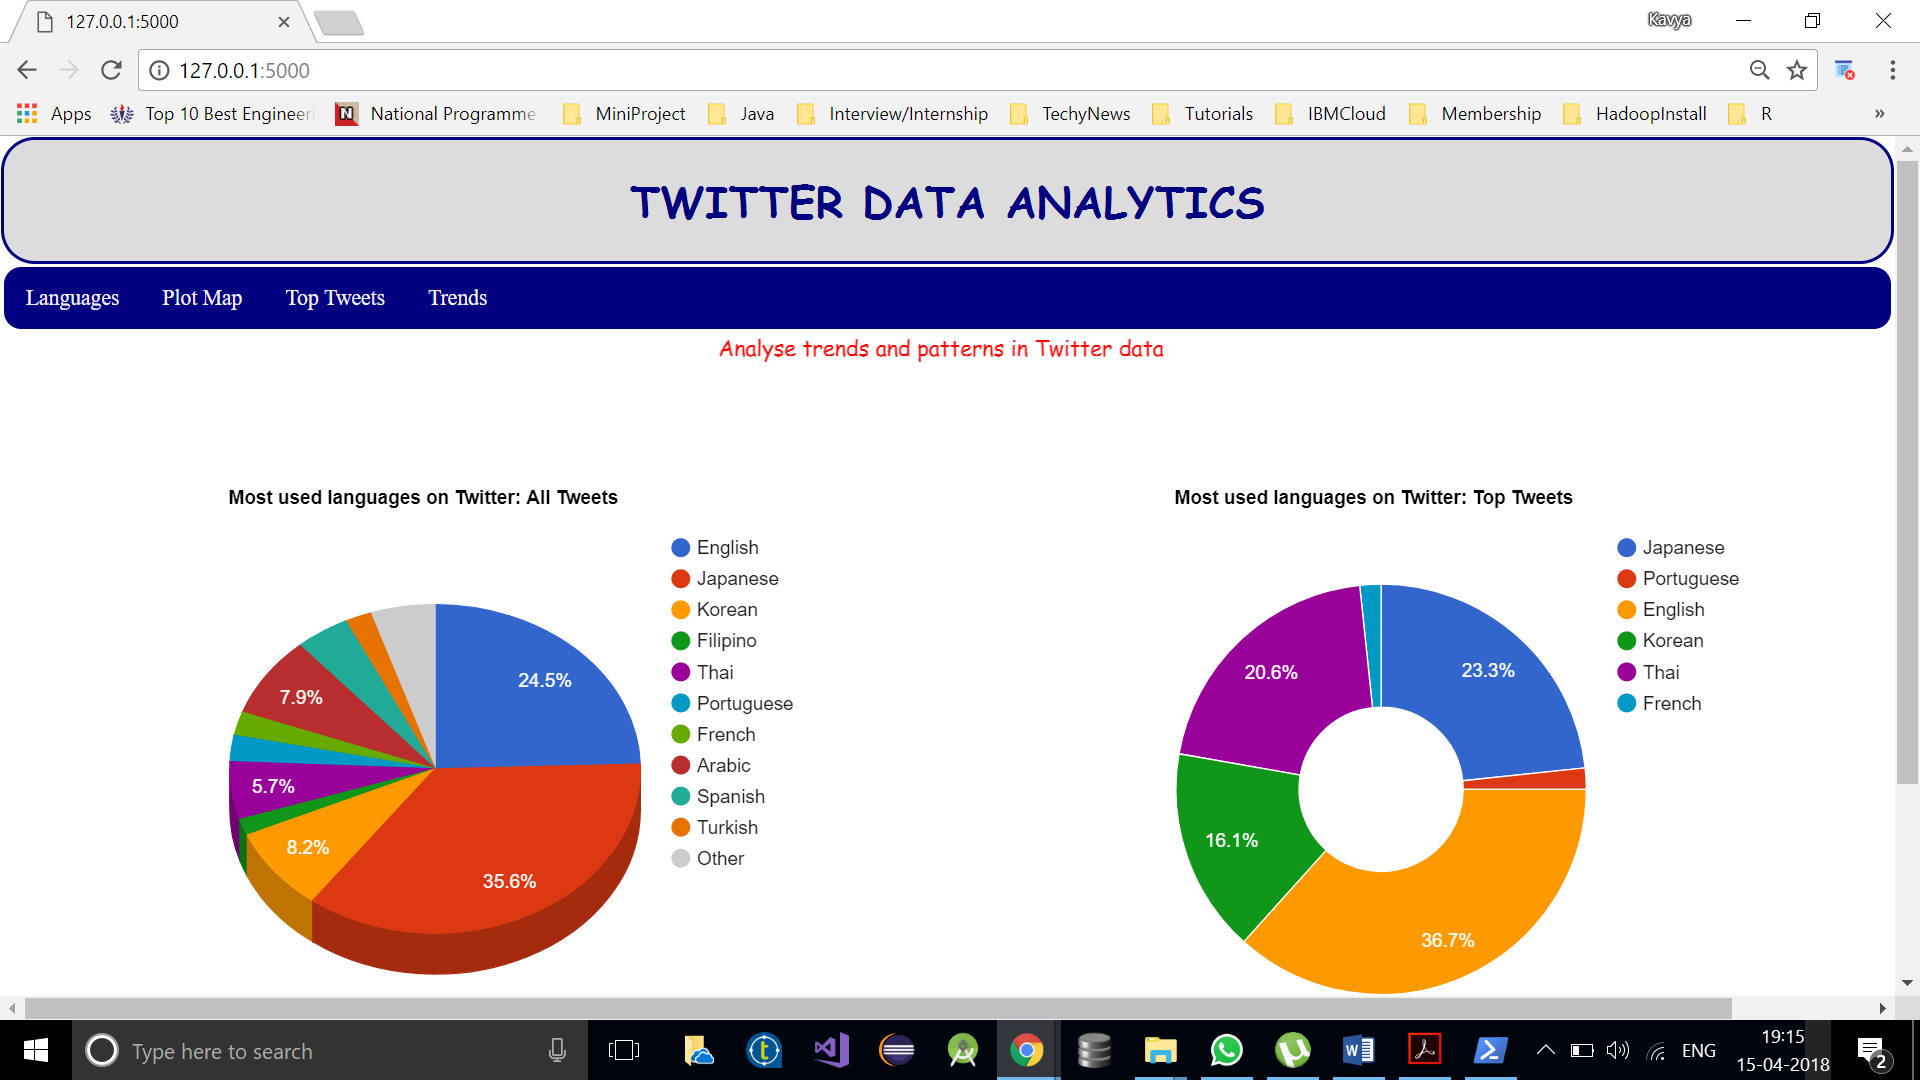 127.0.0.1:5000
Kavya
127.0.0.1:5000
Apps
Top 10 Best Engineeri
National Programme
MiniProject
Java
Interview/Internship
TechyNews
Tutorials
IBMCloud
Membership
HadoopInstall
R
»
TWITTER DATA ANALYTICS
Languages
Plot Map
Top Tweets
Trends
Analyse trends and patterns in Twitter data
Most used languages on Twitter: All Tweets
24.5%
7.9%
5.7%
8.2%
35.6%
English
Japanese
Korean
Filipino
Thai
Portuguese
French
Arabic
Spanish
Turkish
Other
Most used languages on Twitter: Top Tweets
23.3%
20.6%
16.1%
36.7%
Japanese
Portuguese
English
Korean
Thai
French
Type here to search
ENG
19:15
15-04-2018
2